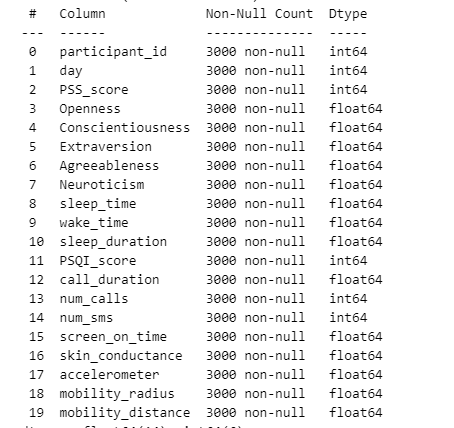 #   Column             Non-Null Count  Dtype
---  ------             --------------  -----
0   participant_id     3000 non-null   int64
1   day                3000 non-null   int64
2   PSS_score          3000 non-null   int64
3   Openness           3000 non-null   float64
4   Conscientiousness  3000 non-null   float64
5   Extraversion       3000 non-null   float64
6   Agreeableness      3000 non-null   float64
7   Neuroticism        3000 non-null   float64
8   sleep_time         3000 non-null   float64
9   wake_time          3000 non-null   float64
10  sleep_duration     3000 non-null   float64
11  PSQI_score         3000 non-null   int64
12  call_duration      3000 non-null   float64
13  num_calls          3000 non-null   int64
14  num_sms            3000 non-null   int64
15  screen_on_time     3000 non-null   float64
16  skin_conductance   3000 non-null   float64
17  accelerometer      3000 non-null   float64
18  mobility_radius    3000 non-null   float64
19  mobility_distance  3000 non-null   float64